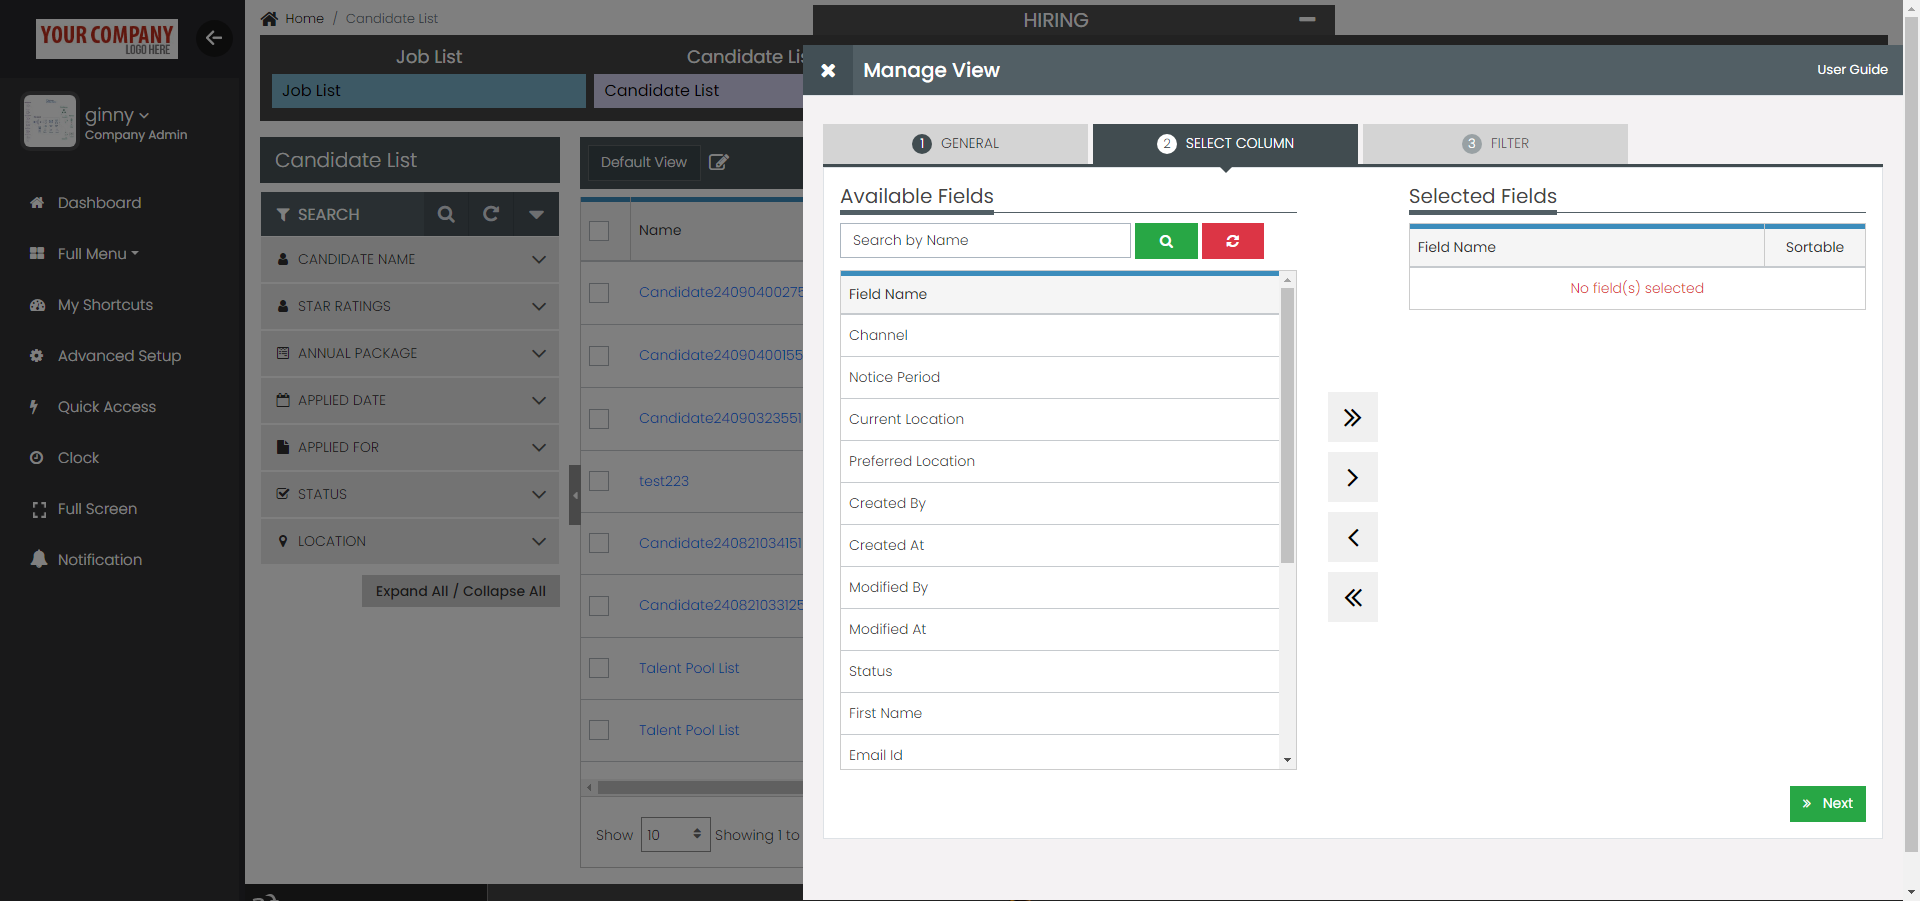 YOUR COMPANY
LOGO HERE
ginny
Company Admin
Dashboard
Full Menu
My Shortcuts
Advanced Setup
Quick Access
Clock
Full Screen
Notification
Home / Candidate List
HIRING
Job List
Candidate Lis
Job List
Candidate List
Candidate List
SEARCH
CANDIDATE NAME
STAR RATINGS
ANNUAL PACKAGE
APPLIED DATE
APPLIED FOR
STATUS
LOCATION
Expand All / Collapse All
Default View
Name
Candidate24090400275
Candidate24090400155
Candidate24090323551
test223
Candidate240821034151
Candidate240821033125
Talent Pool List
Talent Pool List
Show 10 Showing 1 to
Manage View
User Guide
1 GENERAL
2 SELECT COLUMN
3 FILTER
Available Fields
Search by Name
Field Name
Channel
Notice Period
Current Location
Preferred Location
Created By
Created At
Modified By
Modified At
Status
First Name
Email Id
Selected Fields
Field Name Sortable
No field(s) selected
Next